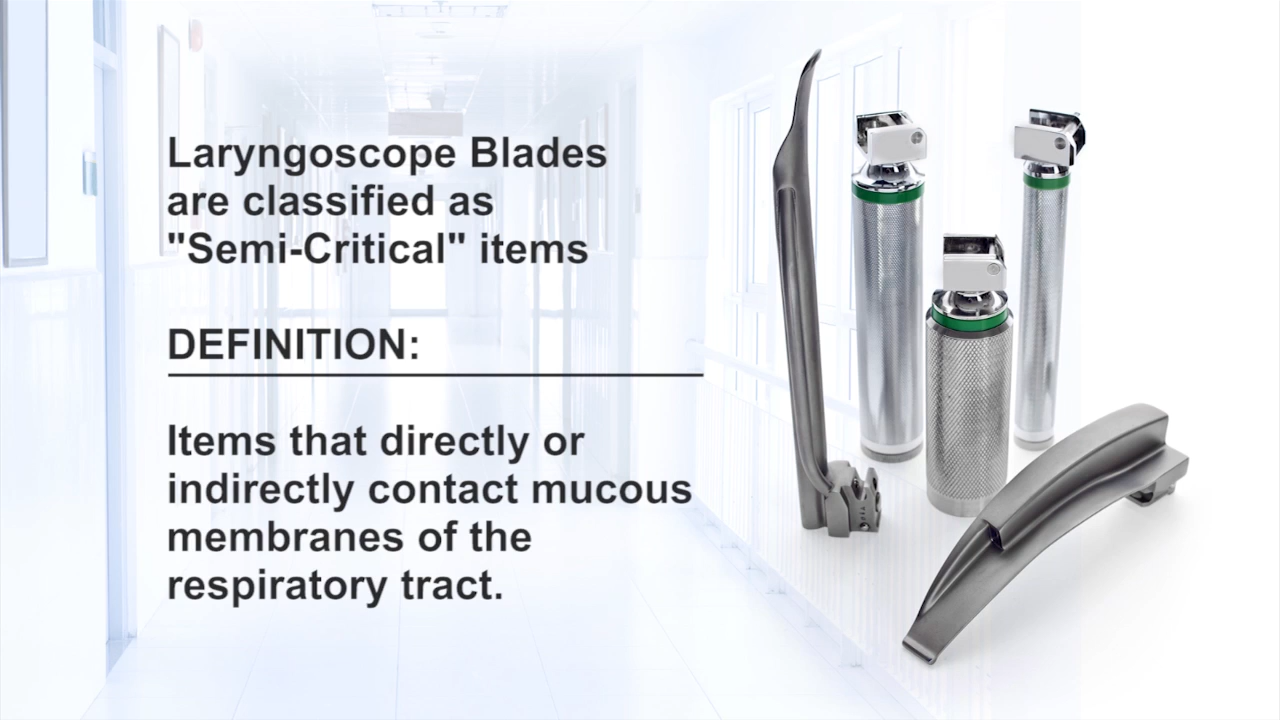 Laryngoscope Blades
are classified as
"Semi-Critical" items
DEFINITION:
Items that directly or
indirectly contact mucous
membranes of the
respiratory tract.